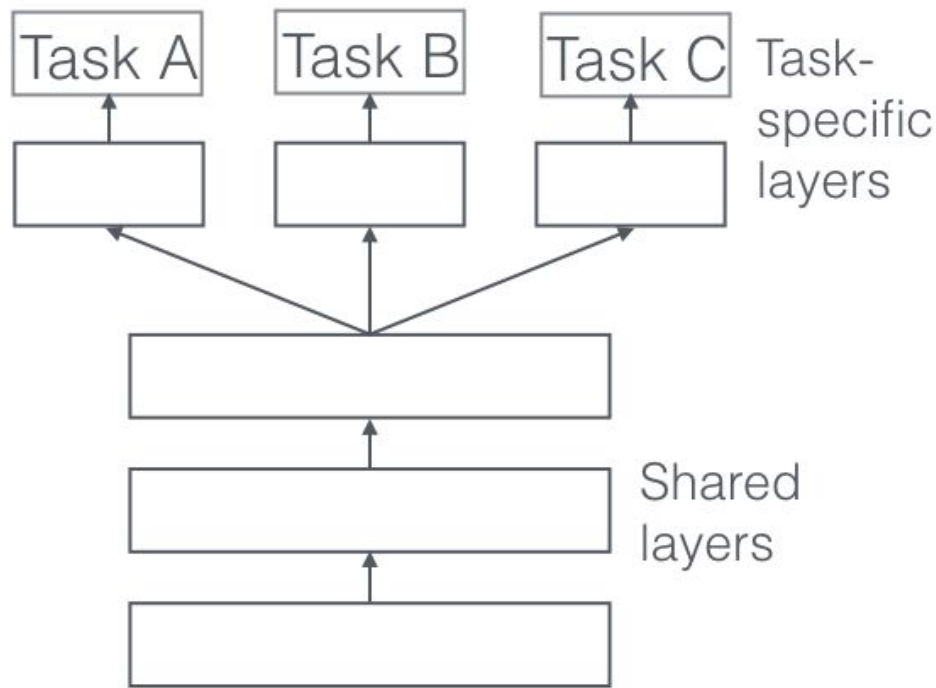 Task A
Task B
Task C
Task-
specific
layers
Shared
layers